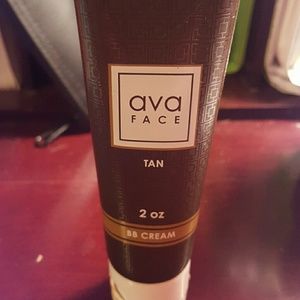 ava
FACE
TAN
2 oz
BB CREAM